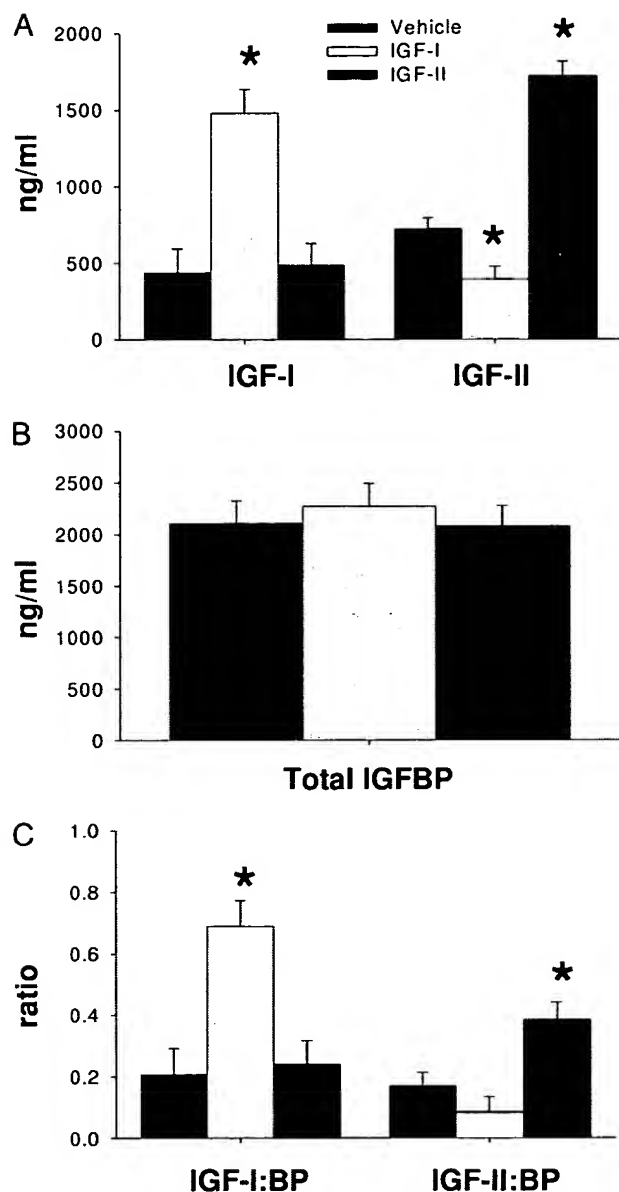 A
Vehicle
IGF-I
IGF-II
*
*
*
2000
1500
1000
500
0
ng/ml
IGF-I
IGF-II
B
3000
2500
2000
1500
1000
500
0
ng/ml
Total IGFBP
C
1.0
0.8
0.6
0.4
0.2
0.0
ratio
*
*
IGF-I:BP
IGF-II:BP